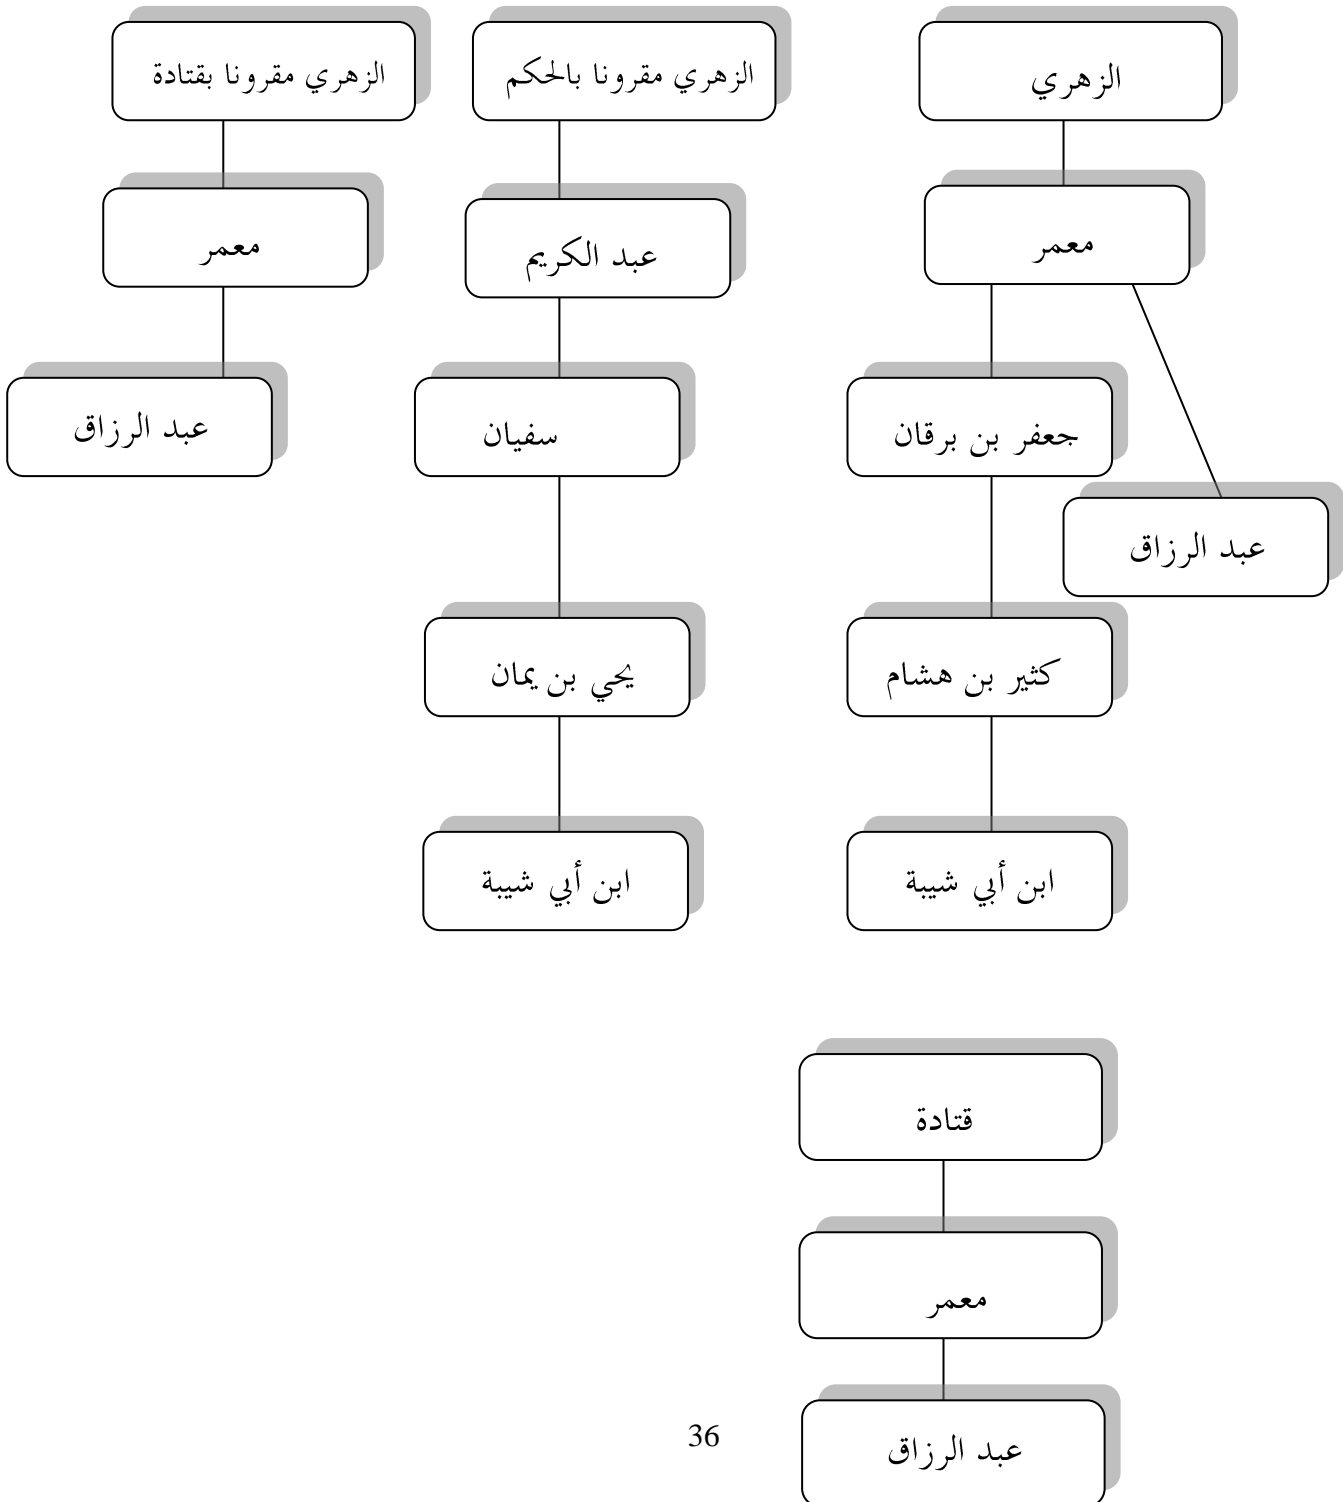 الزهري
الزهري مقرونا بالحكم
الزهري مقرونا بقتادة
معمر
عبد الكريم
معمر
جعفر بن برقان
سفيان
عبد الرزاق
عبد الرزاق
كثير بن هشام
يحي بن يمان
ابن أبي شيبة
ابن أبي شيبة
قتادة
معمر
عبد الرزاق
36